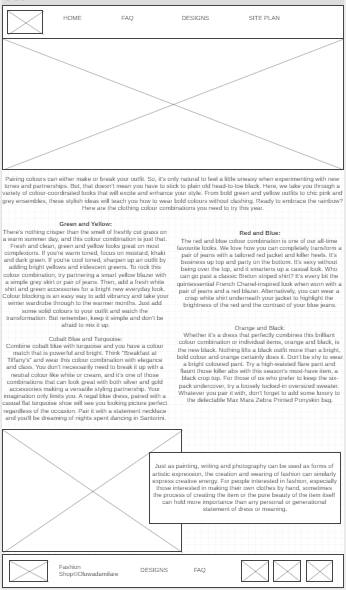 HOME FAQ DESIGNS SITE PLAN
Pairing colours can either make or break your outfit. So, it's only natural to feel a little uneasy when experimenting with new
tones and partnerships. But, that doesn't mean you have to stick to plain old head-to-toe black. Here, we take you through a
variety of colour-coordinated looks that will excite and enhance your style. From bold green and yellow outfits to chic pink and
grey ensembles, these stylish ideas will teach you how to wear bold colours without clashing. Ready to embrace the rainbow?
Here are the clothing colour combinations you need to try this year.
Green and Yellow:
There's nothing crisper than the smell of freshly cut grass on
a warm summer day, and this colour combination is just that.
Fresh and clean, green and yellow looks great on most
complexions. If you're warm toned, focus on mustard, khaki
and dark green. If you're cool toned, sharpen up an outfit by
adding bright yellows and iridescent greens. To rock this
colour combination, try partnering a smart yellow blazer with
a simple grey skirt or pair of jeans. Then, add a fresh white
shirt and green accessories for a bright new everyday look.
Colour blocking is an easy way to add vibrancy and take your
winter wardrobe through to the warmer months. Just add
some solid colours to your outfit and watch the
transformation. But remember, keep it simple and don't be
afraid to mix it up.
Cobalt Blue and Turquoise:
Combine cobalt blue with turquoise and you have a colour
match that is powerful and bright. Think "Breakfast at
Tiffany's" and wear this colour combination with elegance
and class. You don't necessarily need to break it up with a
neutral colour like white or cream, and it's one of those
combinations that can look great with both silver and gold
accessories making a versatile styling partnership. Your
imagination only limits you. A regal blue dress, paired with a
casual flat turquoise shoe will see you looking picture perfect
regardless of the occasion. Pair it with a statement necklace
and you'll be dreaming of nights spent dancing in Santorini.
Red and Blue:
The red and blue colour combination is one of our all-time
favourite looks. We love how you can completely transform a
pair of jeans with a tailored red jacket and killer heels. It's
business up top and party on the bottom. It's sexy without
being over the top, and it smartens up a casual look. Who
can go past a classic Breton striped shirt? It's every bit the
quintessential French Chanel-inspired look when worn with a
pair of jeans and a red blazer. Alternatively, you can wear a
crisp white shirt underneath your jacket to highlight the
brightness of the red and the contrast of your blue jeans.
Orange and Black:
Whether it's a dress that perfectly combines this brilliant
colour combination or individual items, orange and black, is
the new black. Nothing fills a black outfit more than a bright,
bold colour and orange certainly does it. Don't be shy to wear
a bright coloured pant. Try a high-waisted flare pant and
flaunt those killer abs with this season's must-have item, a
black crop top. For those of us who prefer to keep the six-
pack undercover, try a loosely tucked-in oversized sweater.
Whatever you pair it with, don't forget to add some luxury to
the delectable Max Mara Zebra Printed Ponyskin bag.
Just as painting, writing and photography can be used as forms of
artistic expression, the creation and wearing of fashion can similarly
express creative energy. For people interested in fashion, especially
those interested in making their own clothes by hand, sometimes
the process of creating the item or the pure beauty of the item itself
can hold more importance than any personal or generational
statement of dress or meaning.
Fashion
Shop©Oluwadamilare DESIGNS FAQ